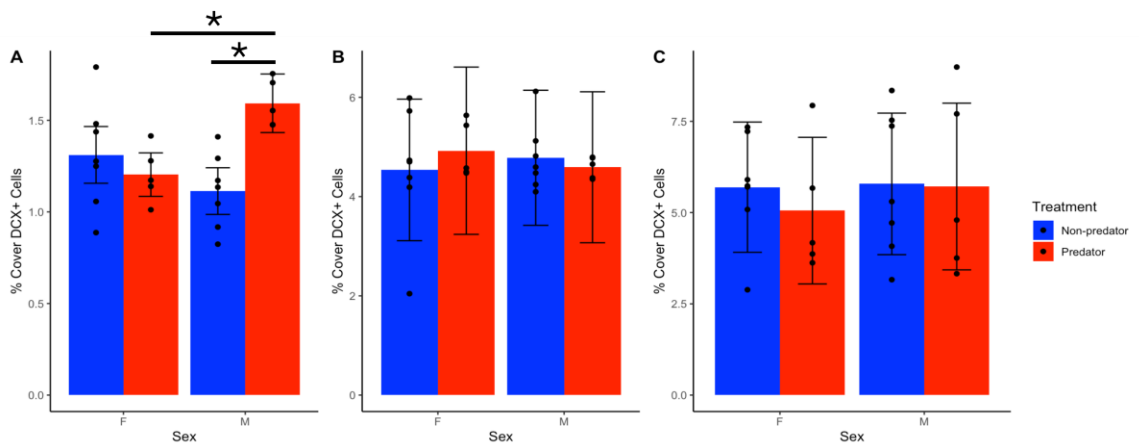 A
*
*
% Cover DCX+ Cells
1.5
1.0
0.5
0.0
F
M
Sex
B
% Cover DCX+ Cells
6
4
2
0
F
M
Sex
C
% Cover DCX+ Cells
7.5
5.0
2.5
0.0
F
M
Sex
Treatment
Non-predator
Predator